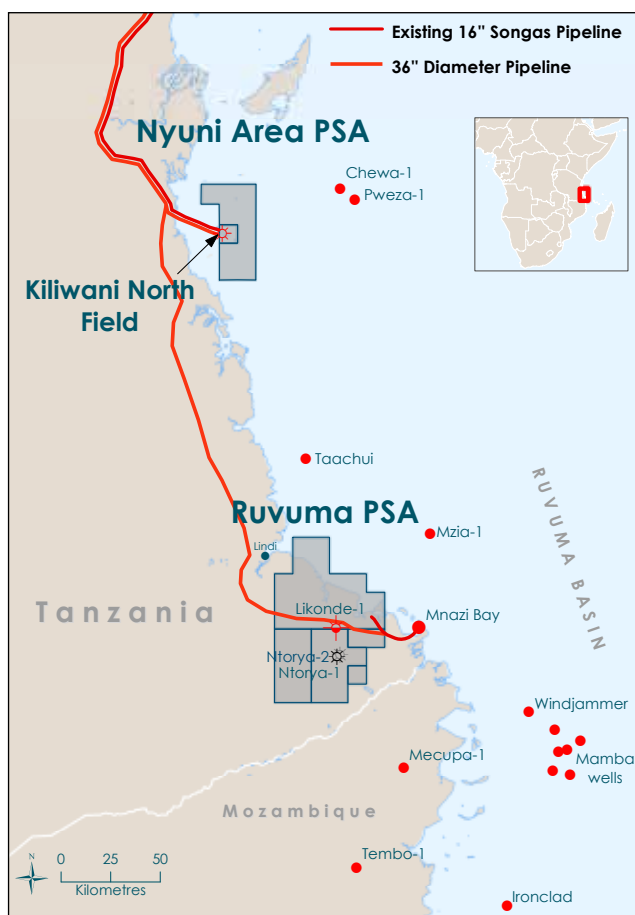 Existing 16" Songas Pipeline
36" Diameter Pipeline
Nyuni Area PSA
Chewa-1
Pweza-1
Kiliwani North
Field
Taachui
RUVUMA BASIN
Ruvuma PSA
Mzia-1
Lindi
Tanzania
Likonde-1
Mnazi Bay
Ntorya-2
Ntorya-1
Windjammer
Mamba
wells
Mecupa-1
Mozambique
N
0 25 50
Kilometres
Tembo-1
Ironclad